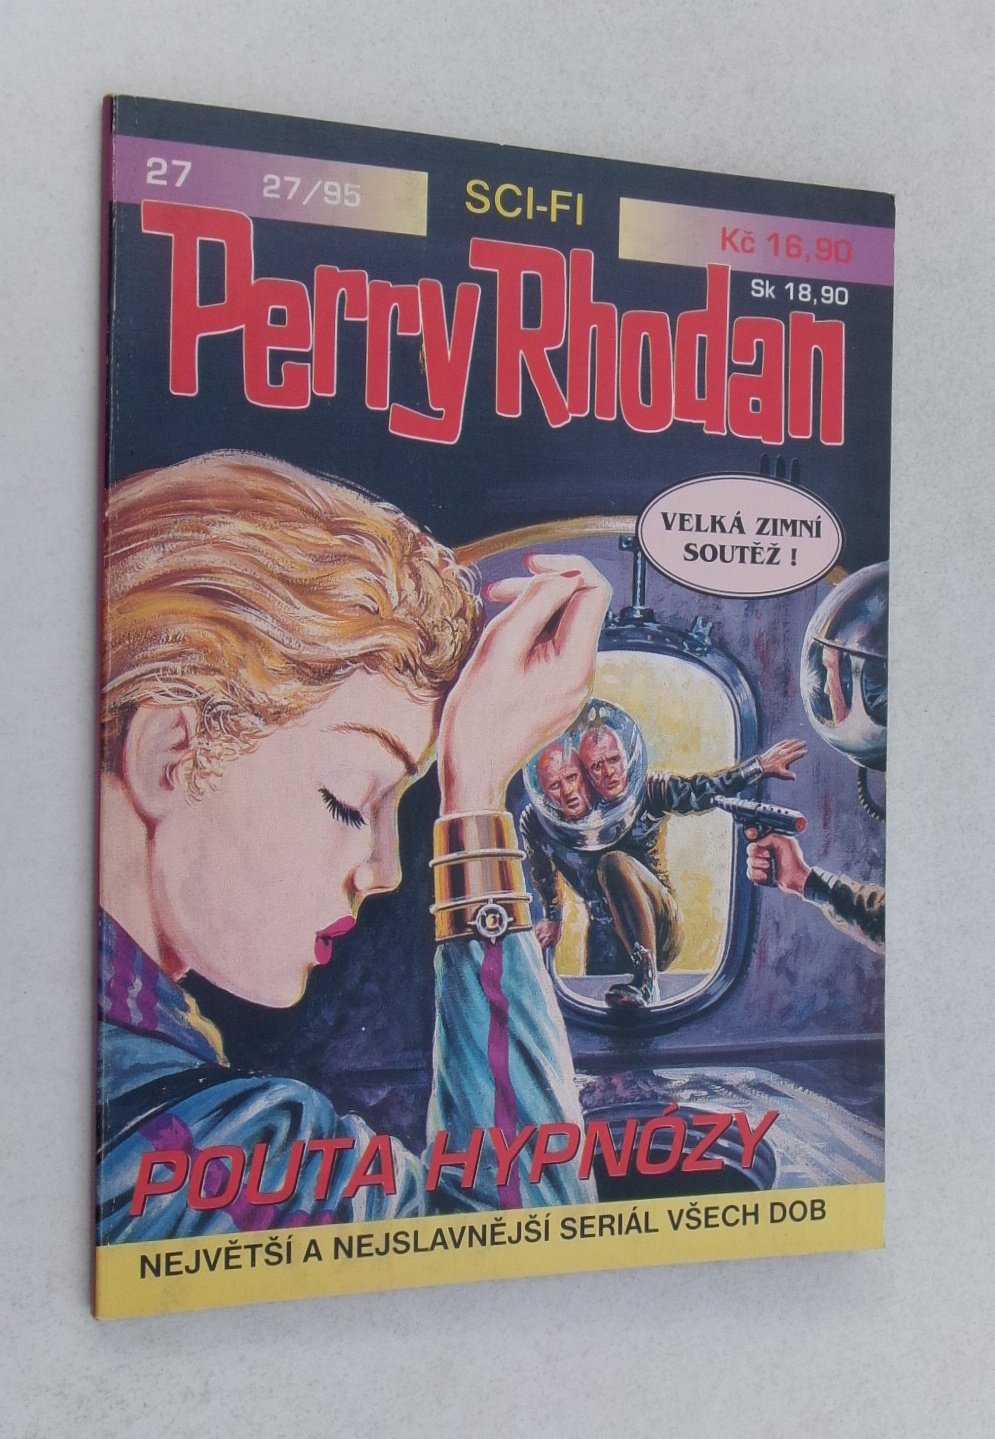 27 27/95 SCI-FI Kč 16,90
Sk 18,90
Perry Rhodan
VELKÁ ZIMNÍ
SOUTĚŽ !
POUTA HYPNÓZY
NEJVĚTŠÍ A NEJSLAVNĚJŠÍ SERIÁL VŠECH DOB